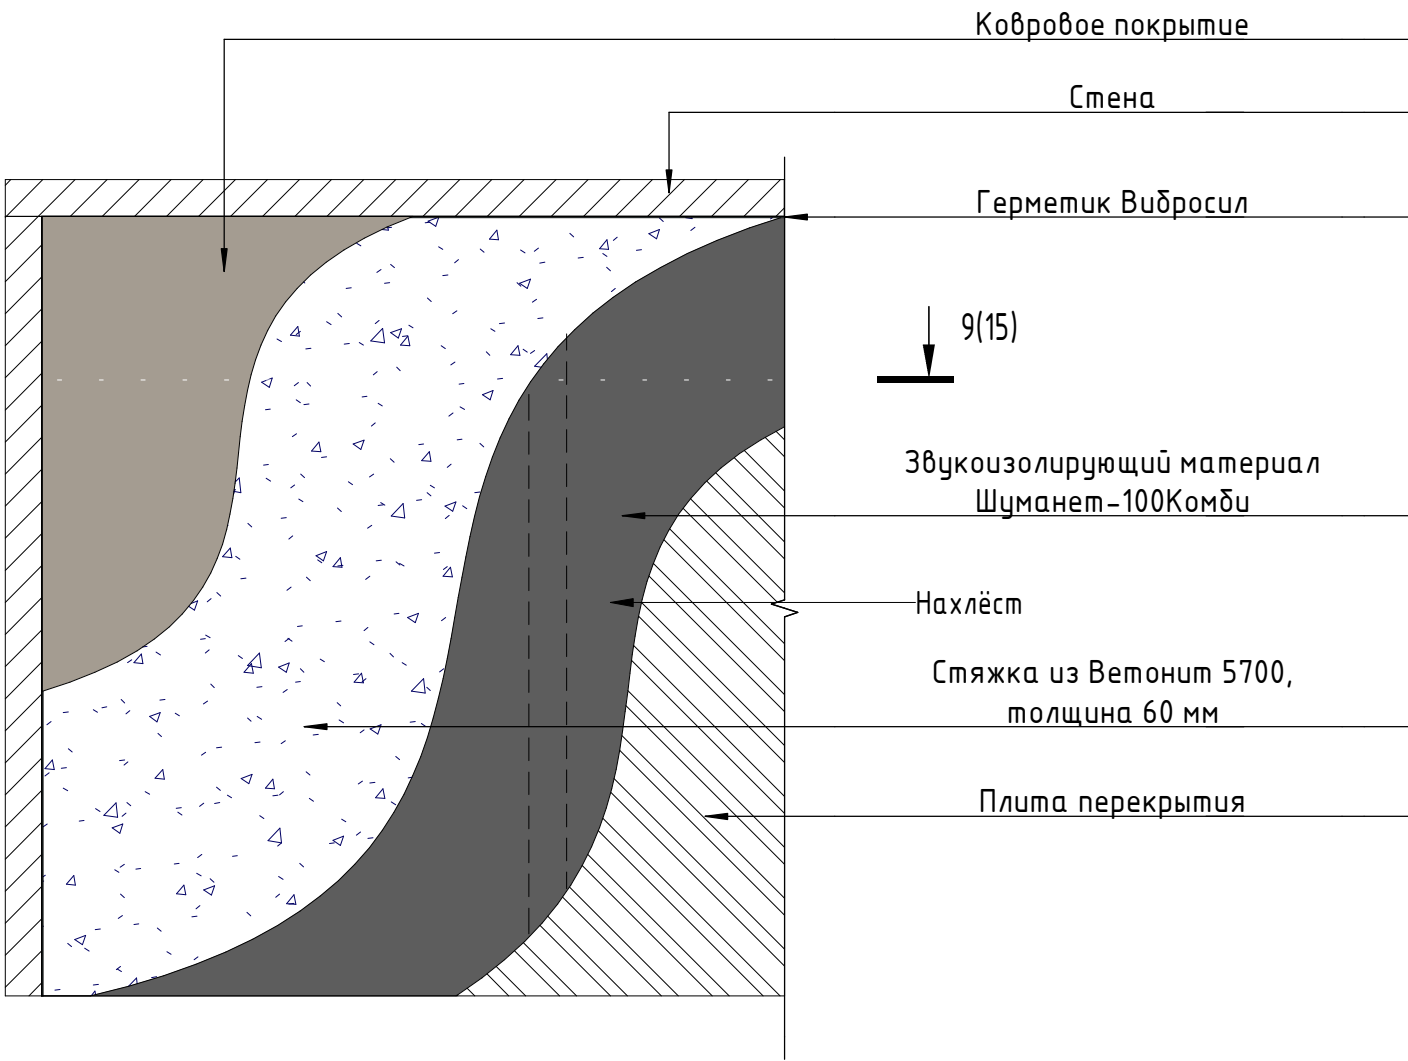 Ковровое покрытие
Стена
Герметик Вибросил
9(15)
Звукоизолирующий материал
Шуманет-100Комби
Нахлёст
Стяжка из Ветонит 5700,
толщина 60 мм
Плита перекрытия